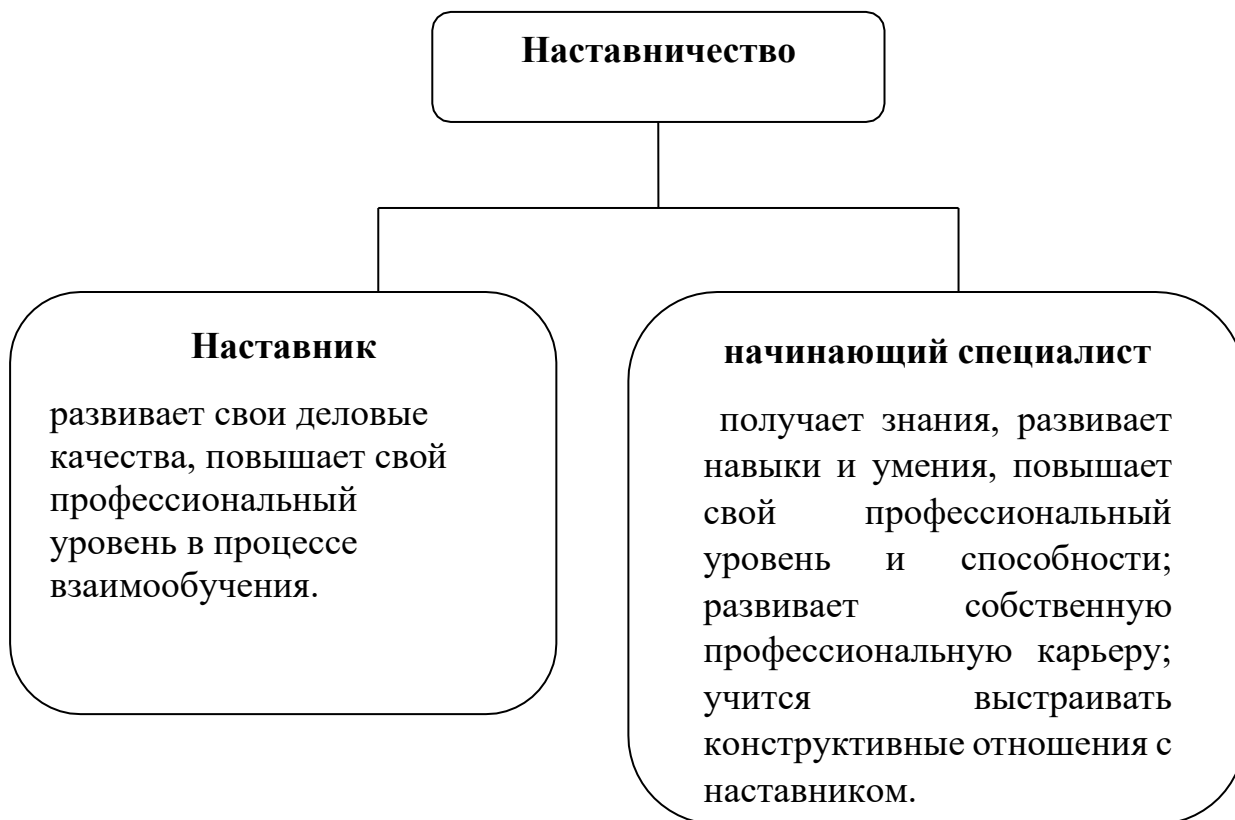 Наставничество
Наставник
развивает свои деловые
качества, повышает свой
профессиональный
уровень в процессе
взаимообучения.
начинающий специалист
получает знания, развивает
навыки и умения, повышает
свой профессиональный
уровень и способности;
развивает собственную
профессиональную карьеру;
учится выстраивать
конструктивные отношения с
наставником.